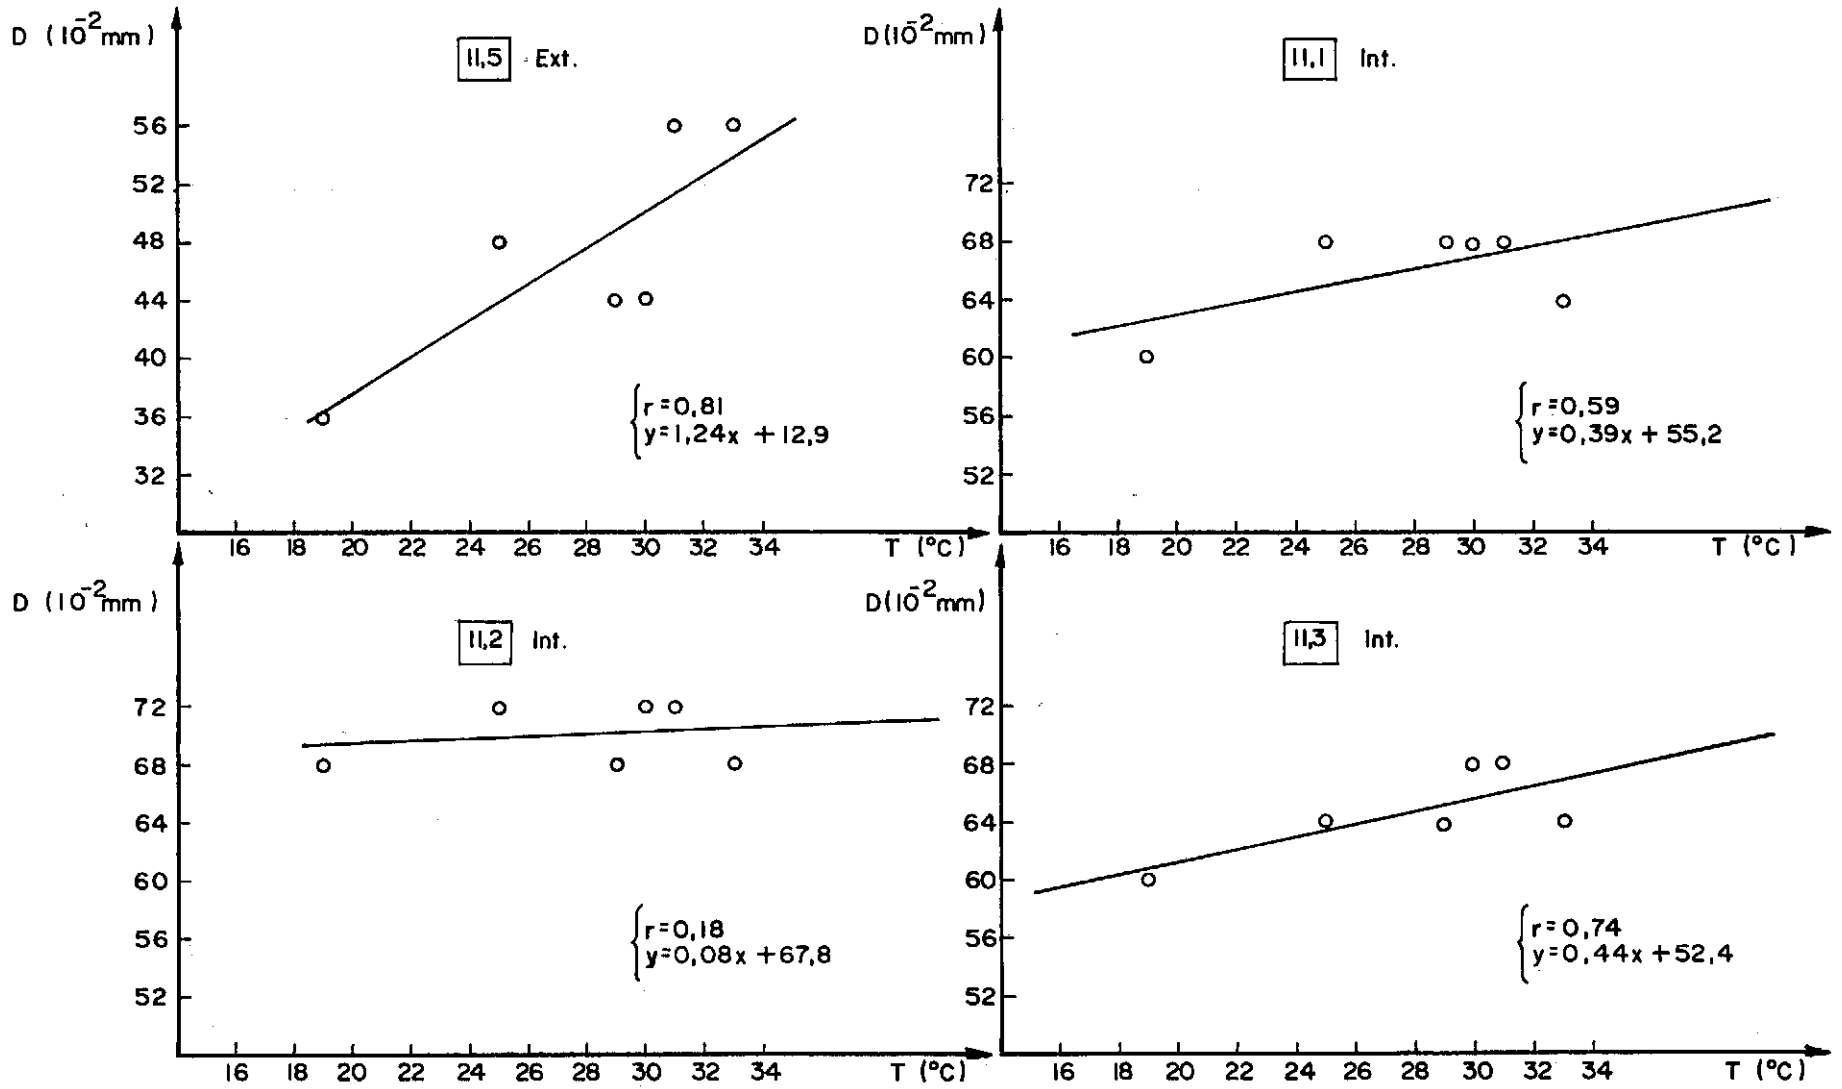 D (10⁻²mm)
11,5 Ext.
56
52
48
44
40
36
32
r=0,81
y=1,24x +12,9
16 18 20 22 24 26 28 30 32 34 T (°C)
D(10⁻²mm)
11,1 Int.
72
68
64
60
56
52
r=0,59
y=0,39x + 55,2
16 18 20 22 24 26 28 30 32 34 T (°C)
D (10⁻²mm)
11,2 Int.
72
68
64
60
56
52
r=0,18
y=0,08x +67,8
16 18 20 22 24 26 28 30 32 34 T (°C)
D(10⁻²mm)
11,3 Int.
72
68
64
60
56
52
r=0,74
y=0,44x +52,4
16 18 20 22 24 26 28 30 32 34 T (°C)